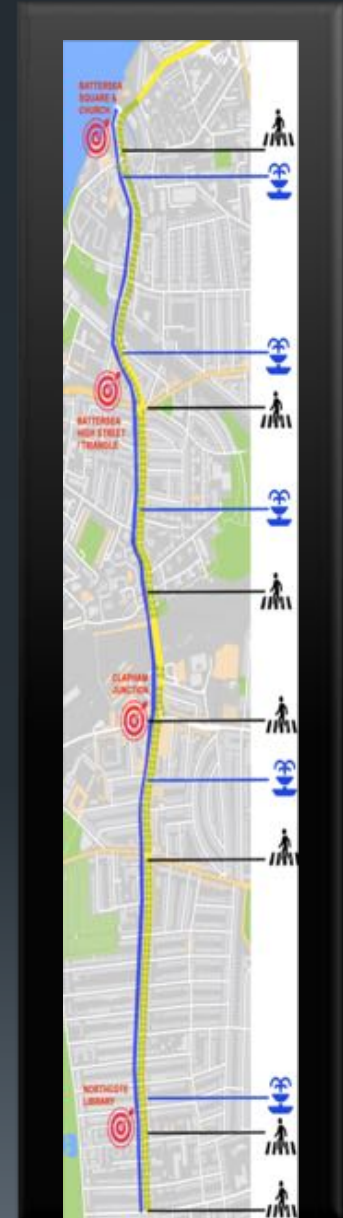 BATTERSEA
SQUARE &
CHURCH
BATTERSEA
HIGH STREET
/ TRIANGLE
CLAPHAM
JUNCTION
NORTHCOTE
LIBRARY